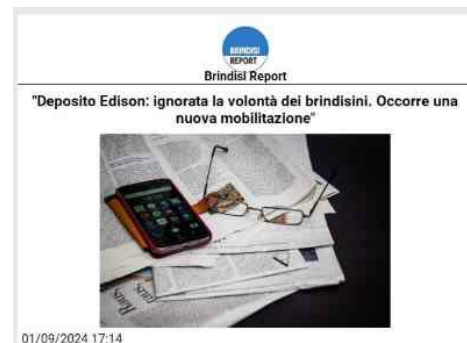 BRINDISI
REPORT
Brindisi Report
"Deposito Edison: ignorata la volontà dei brindisini. Occorre una
nuova mobilitazione"
01/09/2024 17:14